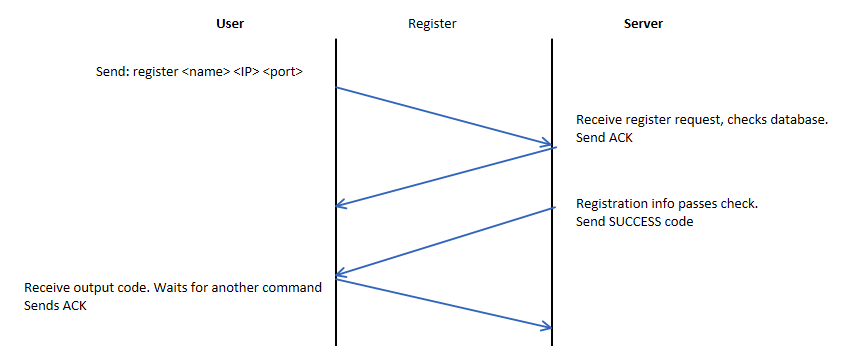 User
Register
Server
Send: register <name> <IP> <port>
Receive register request, checks database.
Send ACK
Registration info passes check.
Send SUCCESS code
Receive output code. Waits for another command
Sends ACK